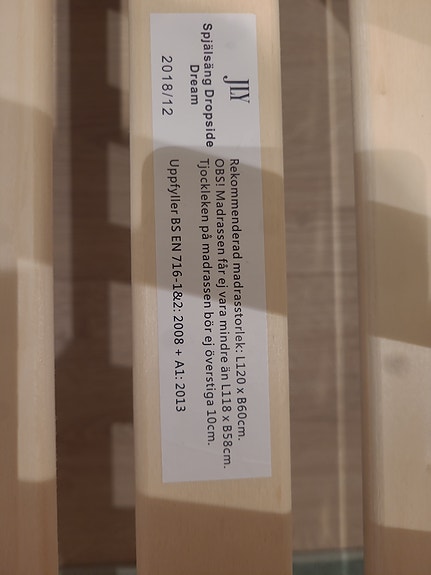 JLY
Spjälsäng Dropside
Dream
2018/12
Rekommenderad madrasstorlek: L120 x B60cm.
OBS! Madrassen får ej vara mindre än L118 x B58cm.
Tjockleken på madrassen bör ej överstiga 10cm.
Uppfyller BS EN 716-1&2: 2008 + A1: 2013